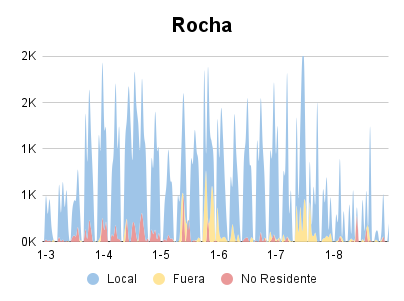 Rocha
2K
2K
1K
1K
0K
1-3 1-4 1-5 1-6 1-7 1-8
Local Fuera No Residente